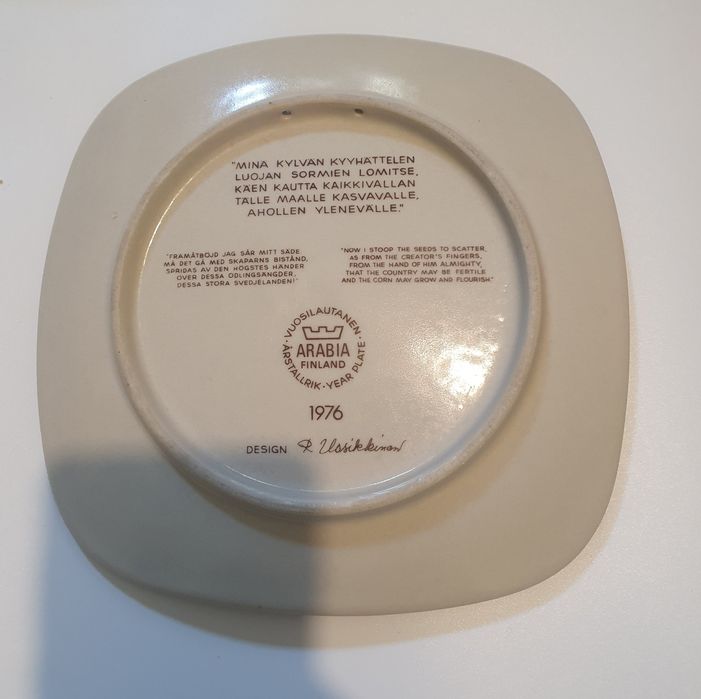 "MINÄ KYLVÄN KYYHÄTTELEN
LUOJAN SORMIEN LOMITSE,
KÄEN KAUTTA KAIKKIVALLAN
TÄLLE MAALLE KASVAVALLE,
AHOLLEN YLENEVÄLLE."
"FRAMÅTBÖJD JAG SÅR MITT SÄDE
MÅ DET GÅ MED SKAPARNS BISTÅND,
SPRIDAS AV DEN HÖGSTES HÄNDER
ÖVER DESSA ODLINGSÄNGDER,
DESSA STORA SVEDJELANDEN!"
"NOW I STOOP THE SEEDS TO SCATTER,
AS FROM THE CREATOR'S FINGERS,
FROM THE HAND OF HIM ALMIGHTY,
THAT THE COUNTRY MAY BE FERTILE
AND THE CORN MAY GROW AND FLOURISH."
VUOSILAUTANEN·
ARABIA
FINLAND
·ÅRSTALLRIK·YEAR PLATE·
1976
DESIGN R Uosikkinen